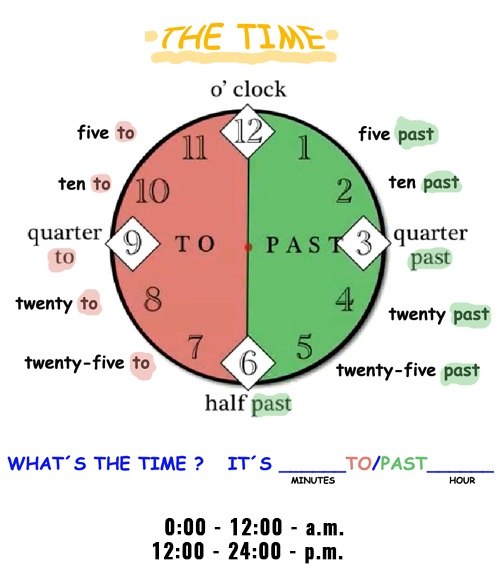 THE TIME
o' clock
12
five to
11
1
five past
ten to
10
2
ten past
quarter to
9
TO
PAST
3
quarter past
twenty to
8
4
twenty past
twenty-five to
7
6
5
twenty-five past
half past
WHAT´S THE TIME ? IT´S ______TO/PAST______
MINUTES HOUR
0:00 - 12:00 - a.m.
12:00 - 24:00 - p.m.